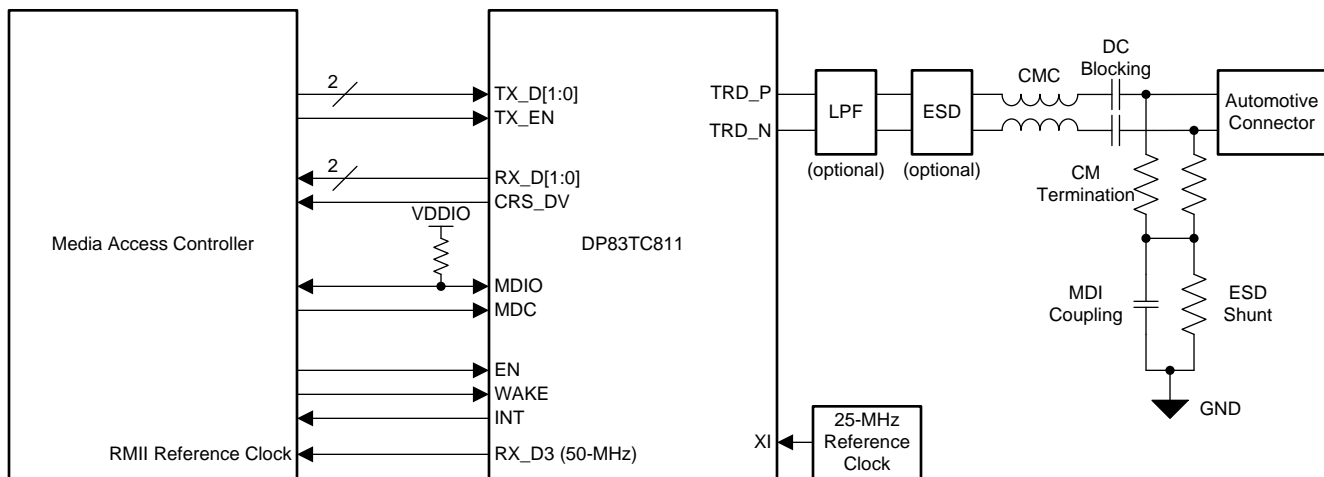 Media Access Controller
RMII Reference Clock
2
2
VDDIO
TX_D[1:0]
TX_EN
RX_D[1:0]
CRS_DV
MDIO
MDC
EN
WAKE
INT
RX_D3 (50-MHz)
DP83TC811
TRD_P
TRD_N
XI
25-MHz
Reference
Clock
LPF
(optional)
ESD
(optional)
CMC
DC
Blocking
Automotive
Connector
CM
Termination
MDI
Coupling
ESD
Shunt
GND